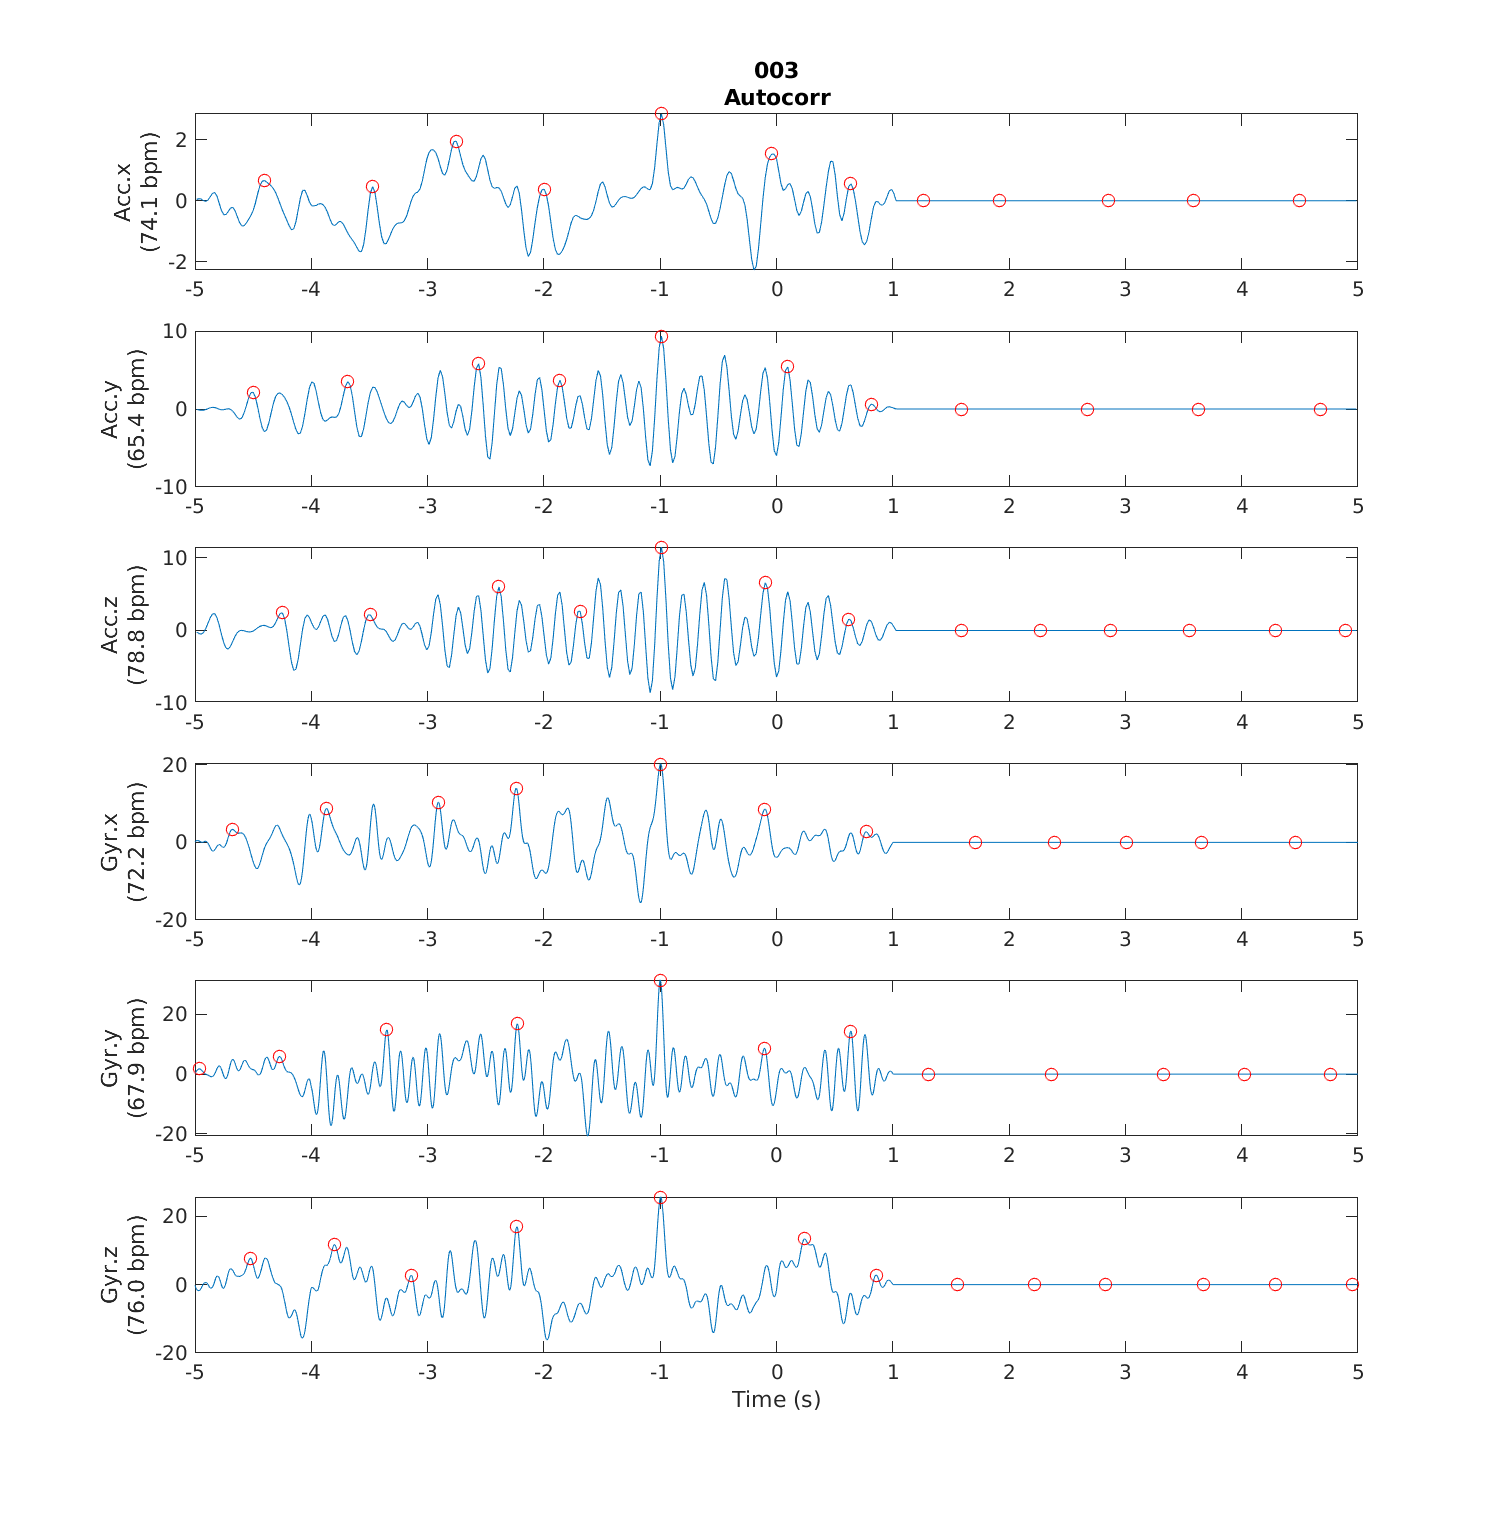 003
Autocorr
Acc.x
(74.1 bpm)
2
0
-2
-5 -4 -3 -2 -1 0 1 2 3 4 5
Acc.y
(65.4 bpm)
10
0
-10
-5 -4 -3 -2 -1 0 1 2 3 4 5
Acc.z
(78.8 bpm)
10
0
-10
-5 -4 -3 -2 -1 0 1 2 3 4 5
Gyr.x
(72.2 bpm)
20
0
-20
-5 -4 -3 -2 -1 0 1 2 3 4 5
Gyr.y
(67.9 bpm)
20
0
-20
-5 -4 -3 -2 -1 0 1 2 3 4 5
Gyr.z
(76.0 bpm)
20
0
-20
-5 -4 -3 -2 -1 0 1 2 3 4 5
Time (s)